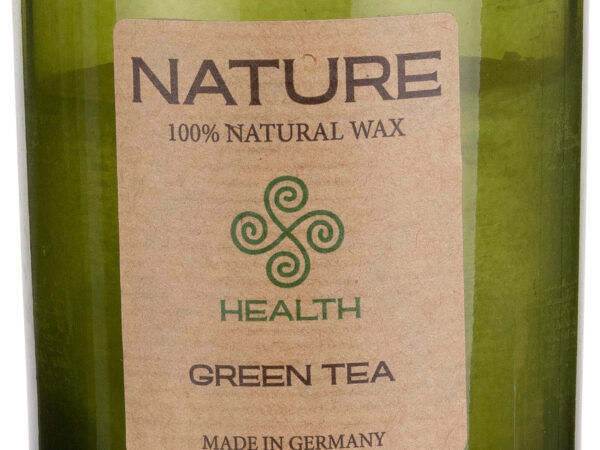 NATURE
100% NATURAL WAX
HEALTH
GREEN TEA
MADE IN GERMANY